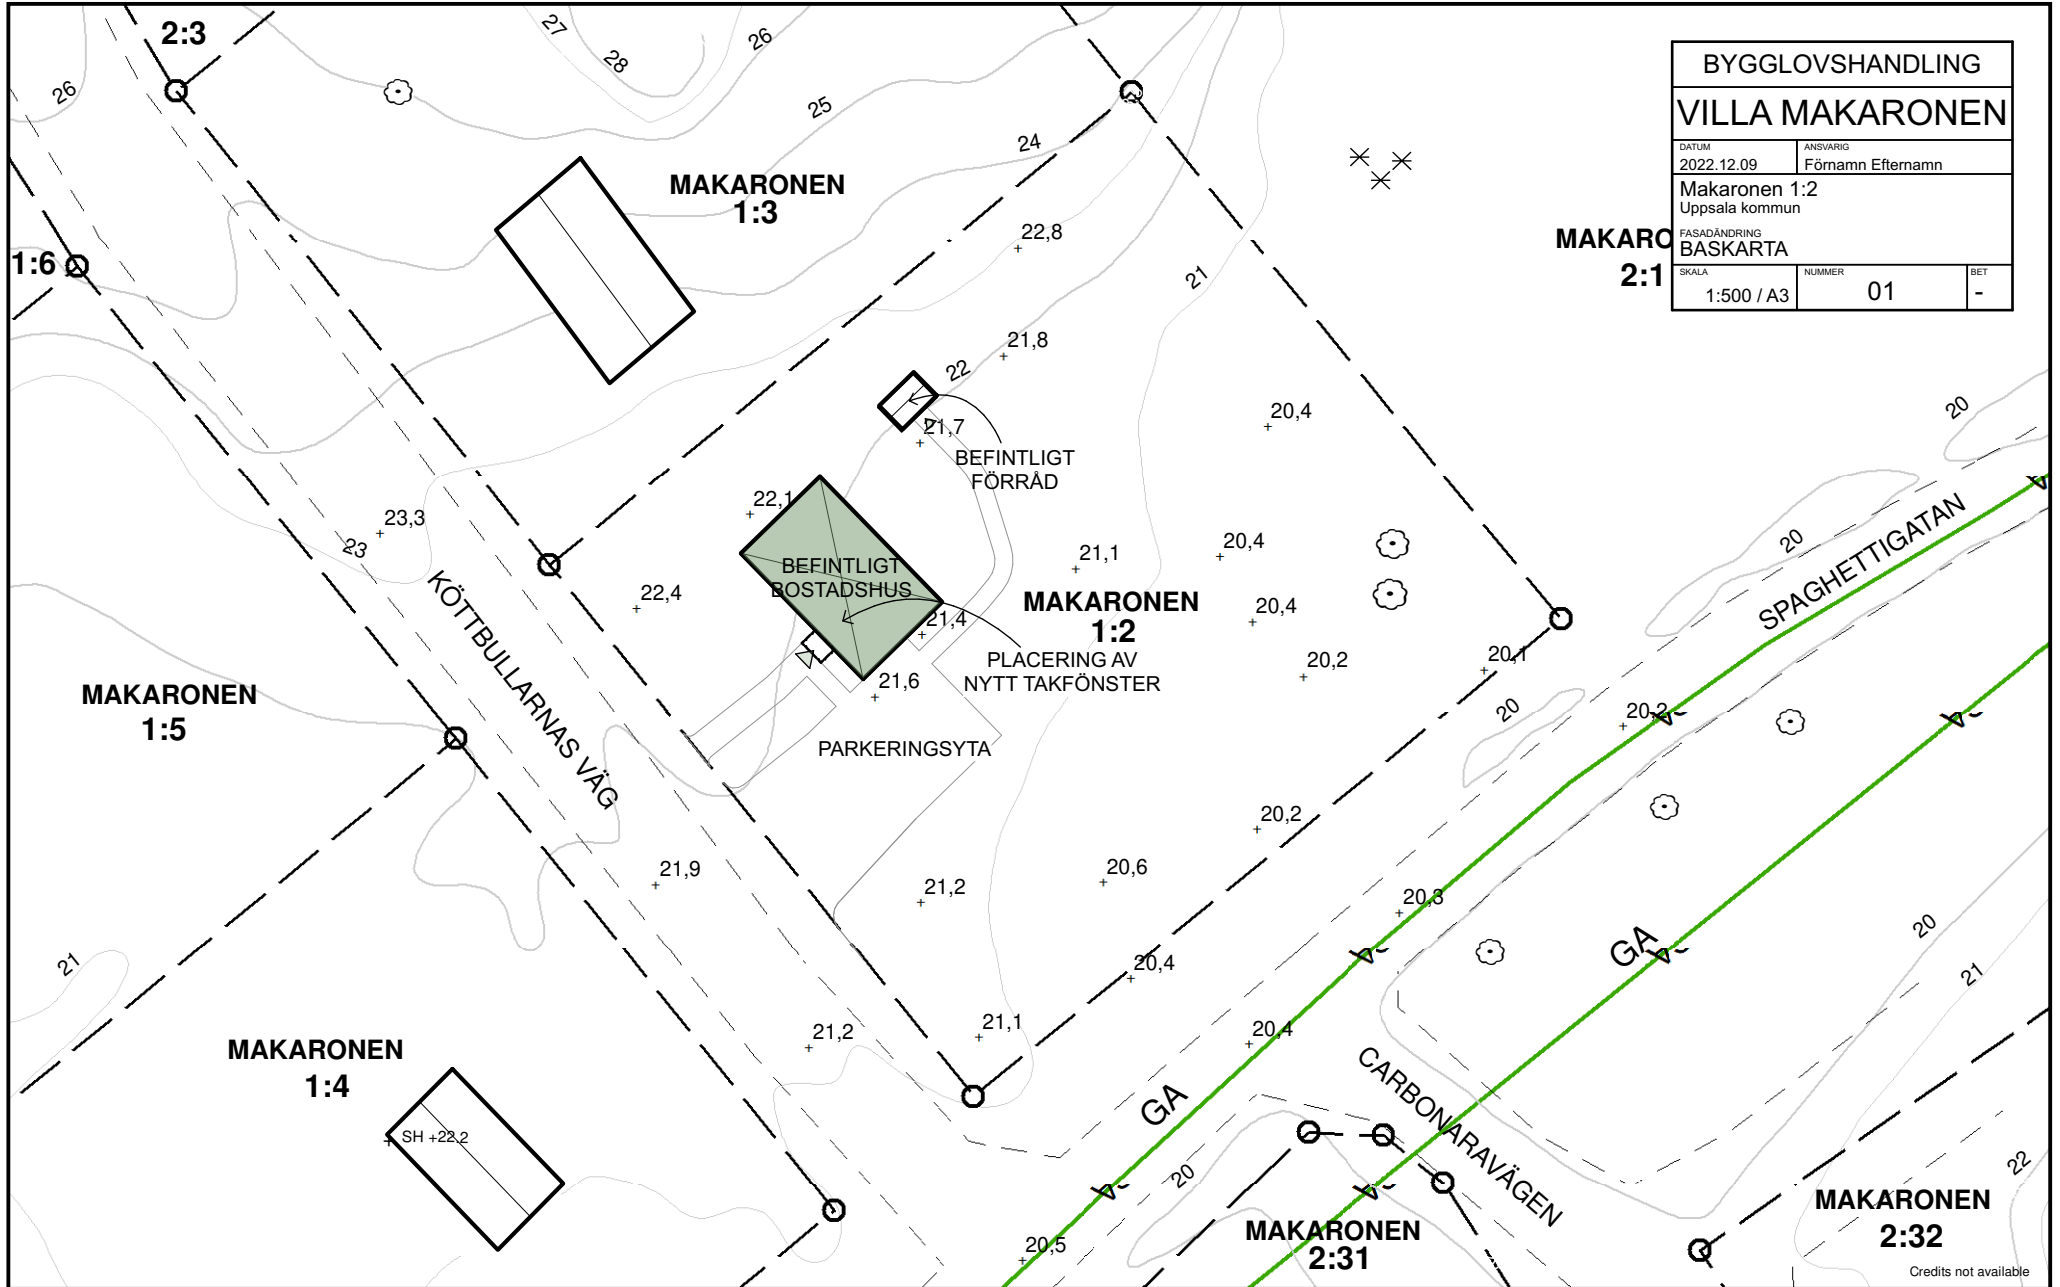 2:3
27
28
26
26
25
24
MAKARONEN
1:3
22,8
21
1:6
MAKARO
2:1
BYGGLOVSHANDLING
VILLA MAKARONEN
DATUM
2022.12.09
ANSVARIG
Förnamn Efternamn
Makaronen 1:2
Uppsala kommun
FASADÄNDRING
BASKARTA
SKALA
1:500 / A3
NUMMER
01
BET
-
21,8
22
20,4
21,7
BEFINTLIGT
FÖRRÅD
20
22,1
23,3
23
BEFINTLIGT
BOSTADSHUS
21,1
20,4
20
SPAGHETTIGATAN
KÖTTBULLARNAS VÄG
22,4
21,4
MAKARONEN
1:2
20,4
PLACERING AV
NYTT TAKFÖNSTER
20,2
20,1
21,6
20
20,2
MAKARONEN
1:5
PARKERINGSYTA
20,2
21,9
21,2
20,6
20,3
GA
20
20,4
21
21
21,2
21,1
20,4
MAKARONEN
1:4
SH +22,2
GA
CARBONARAVÄGEN
20
22
MAKARONEN
2:31
MAKARONEN
2:32
20,5
Credits not available